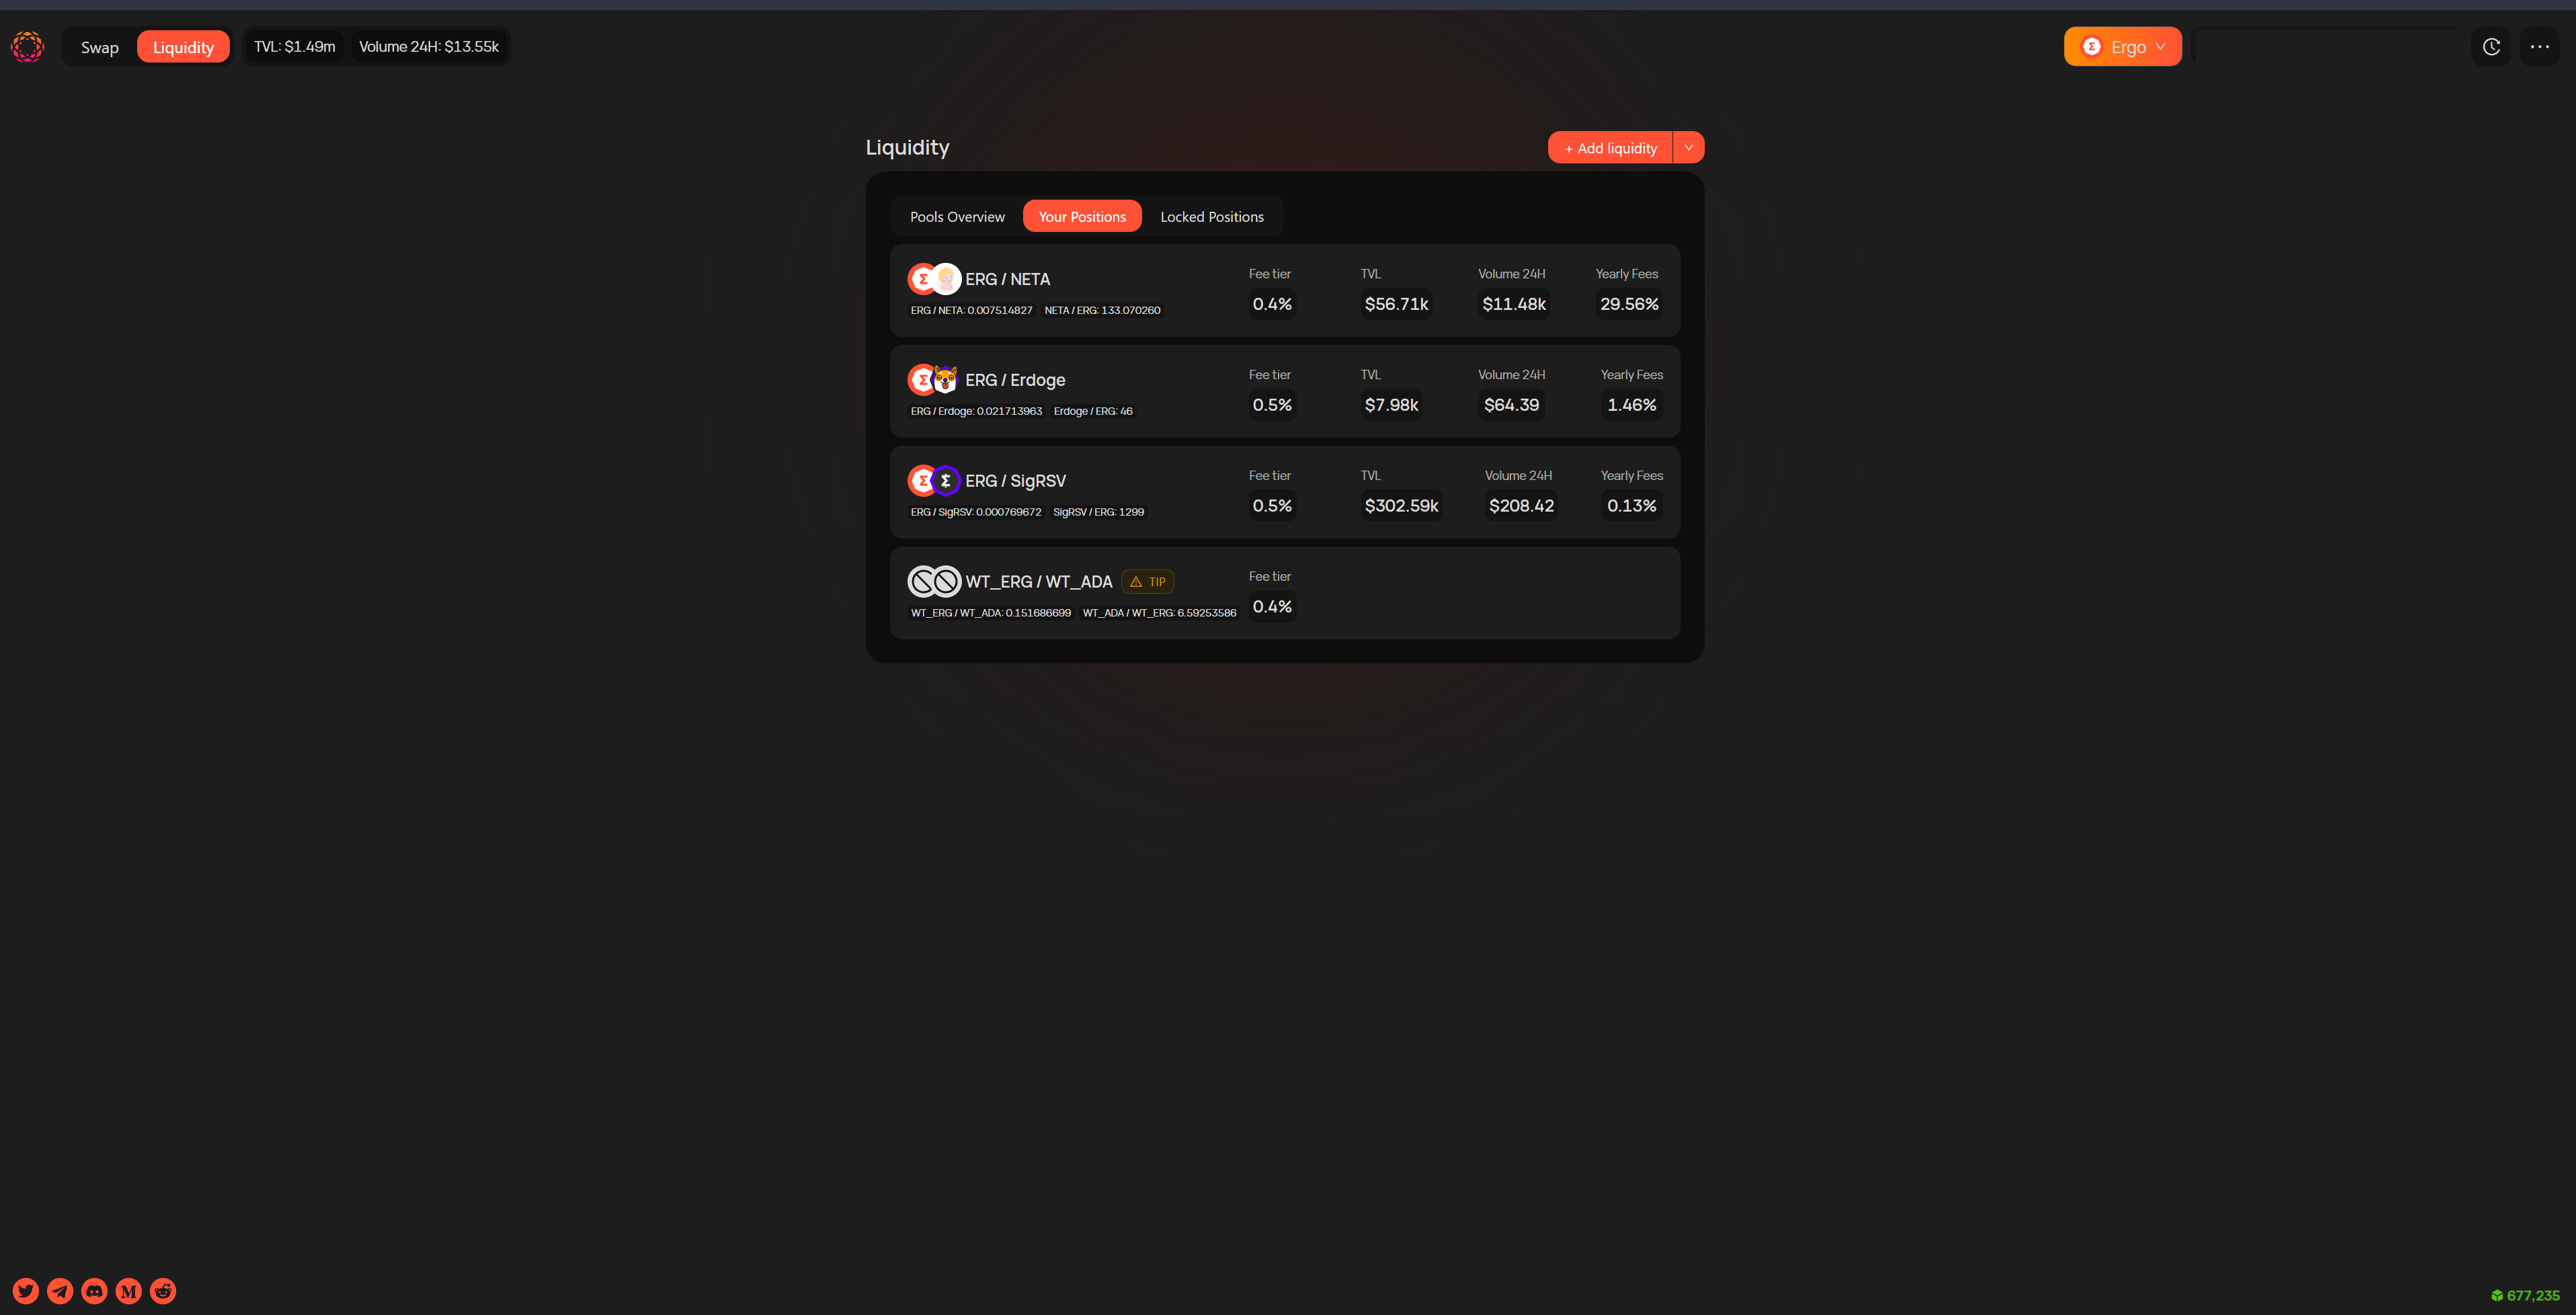 Swap Liquidity TVL: $1.49m Volume 24H: $13.55k Ergo
Liquidity + Add liquidity
Pools Overview Your Positions Locked Positions
ERG / NETA
ERG / NETA: 0.007514827 NETA / ERG: 133.070260
Fee tier TVL Volume 24H Yearly Fees
0.4% $56.71k $11.48k 29.56%
ERG / Erdoge
ERG / Erdoge: 0.021713963 Erdoge / ERG: 46
Fee tier TVL Volume 24H Yearly Fees
0.5% $7.98k $64.39 1.46%
ERG / SigRSV
ERG / SigRSV: 0.000769672 SigRSV / ERG: 1299
Fee tier TVL Volume 24H Yearly Fees
0.5% $302.59k $208.42 0.13%
WT_ERG / WT_ADA TIP
WT_ERG / WT_ADA: 0.151686699 WT_ADA / WT_ERG: 6.59253586
Fee tier
0.4%
677,235